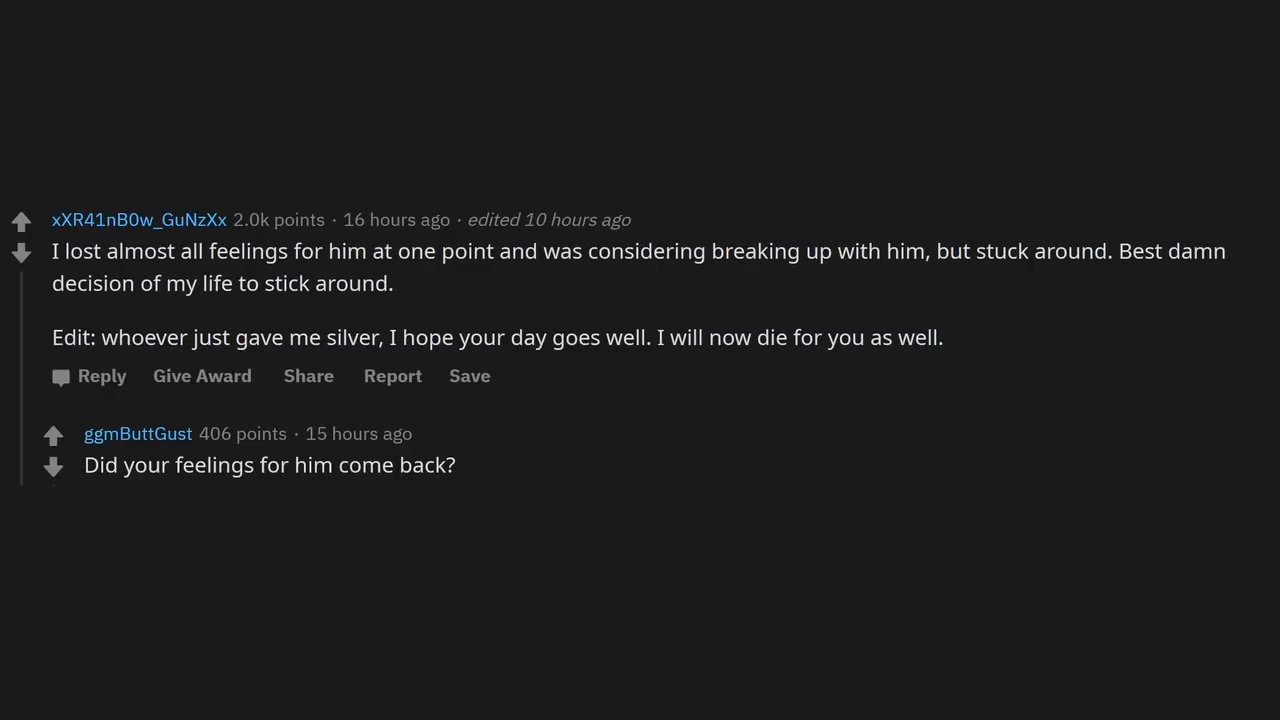 xXR41nB0w_GuNzXx 2.0k points · 16 hours ago · edited 10 hours ago
I lost almost all feelings for him at one point and was considering breaking up with him, but stuck around. Best damn
decision of my life to stick around.
Edit: whoever just gave me silver, I hope your day goes well. I will now die for you as well.
Reply Give Award Share Report Save
ggmButtGust 406 points · 15 hours ago
Did your feelings for him come back?